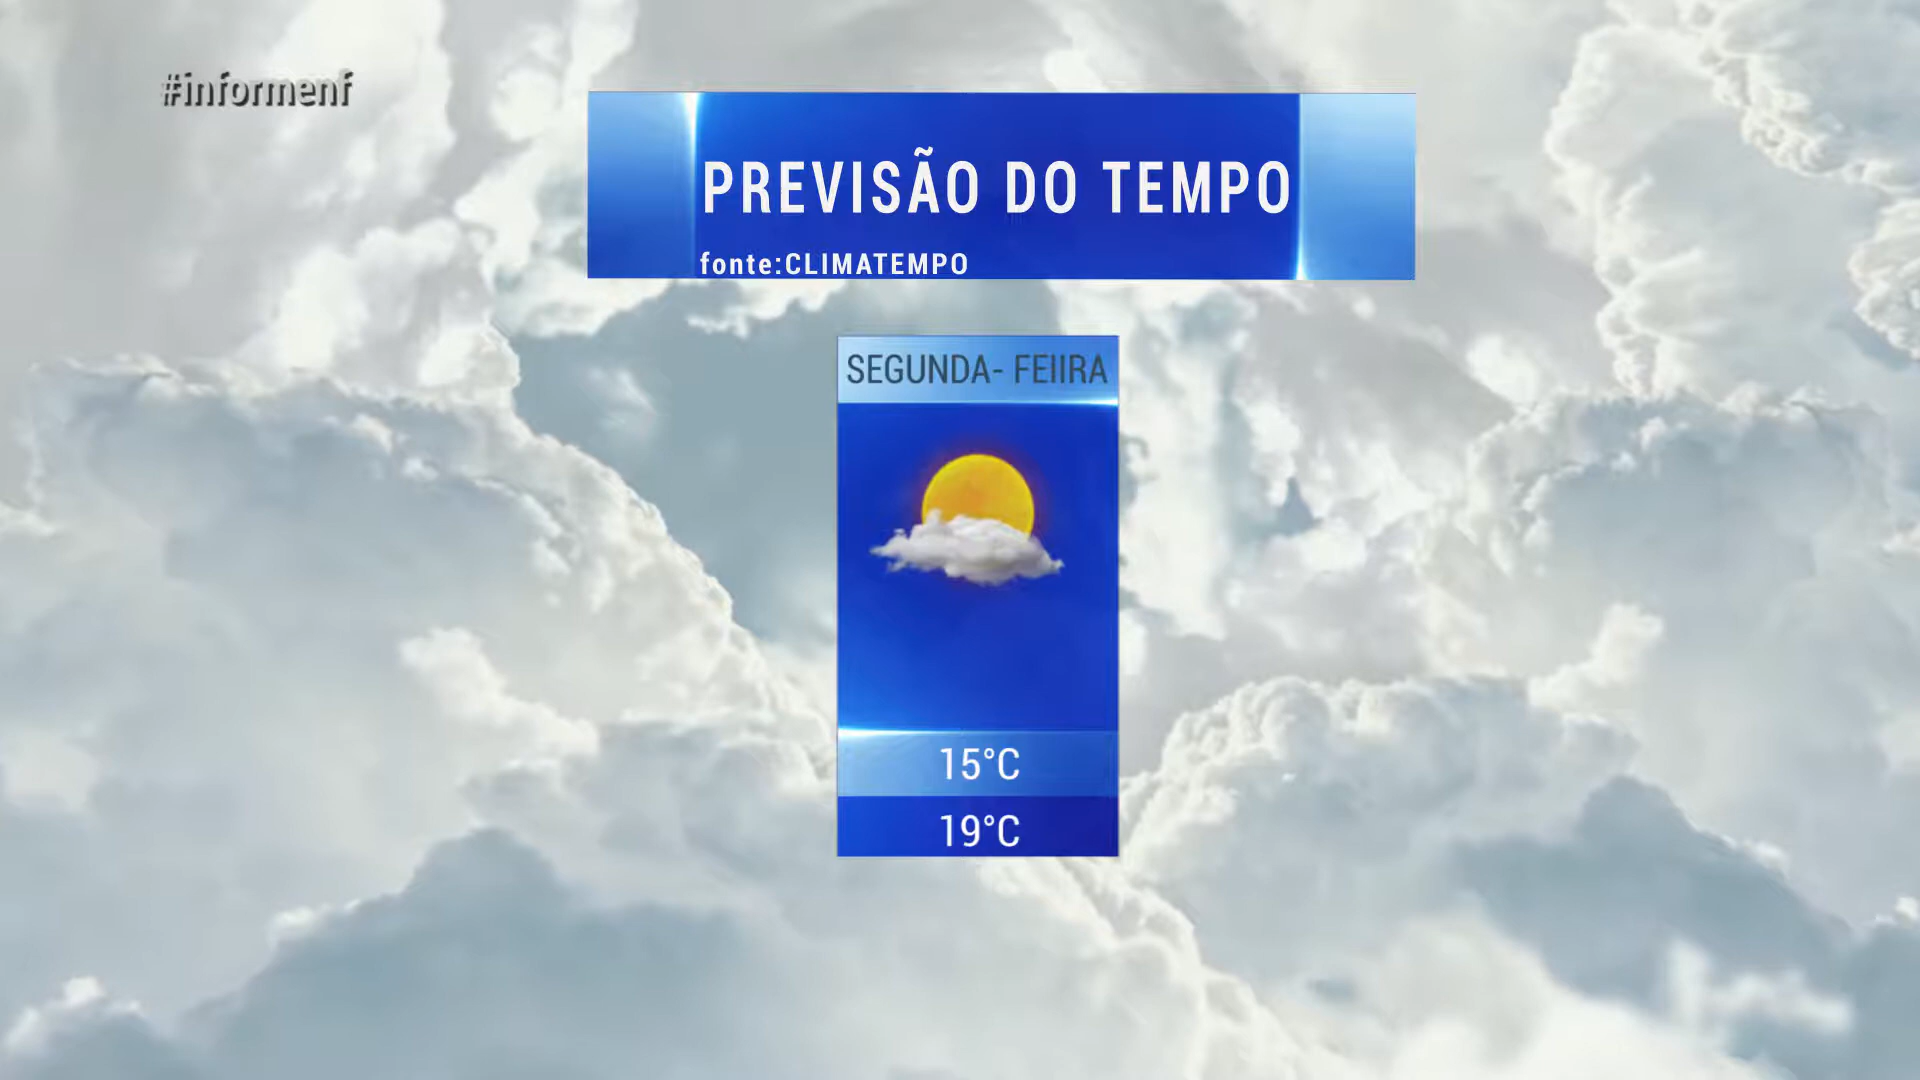 #informenf
PREVISÃO DO TEMPO
fonte:CLIMATEMPO
SEGUNDA- FEIIRA
15°C
19°C